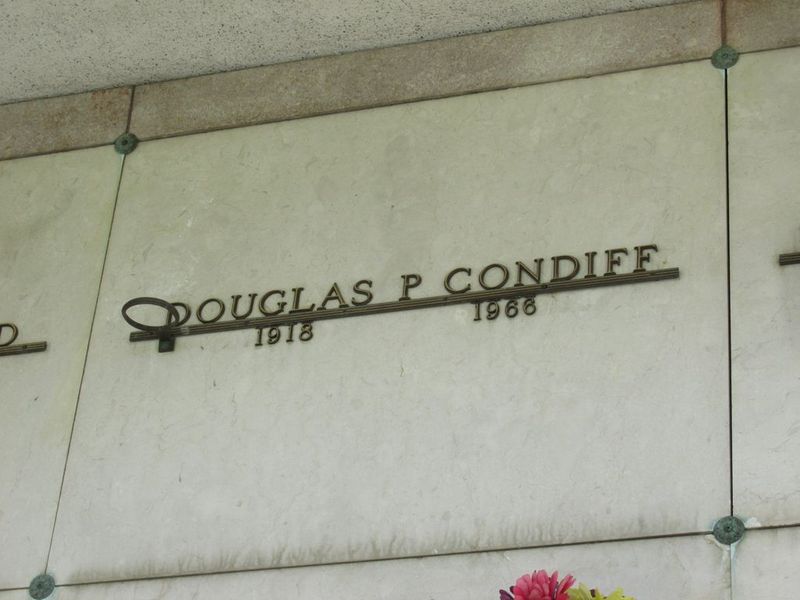 DOUGLAS P CONDIFF
1918 1966
D